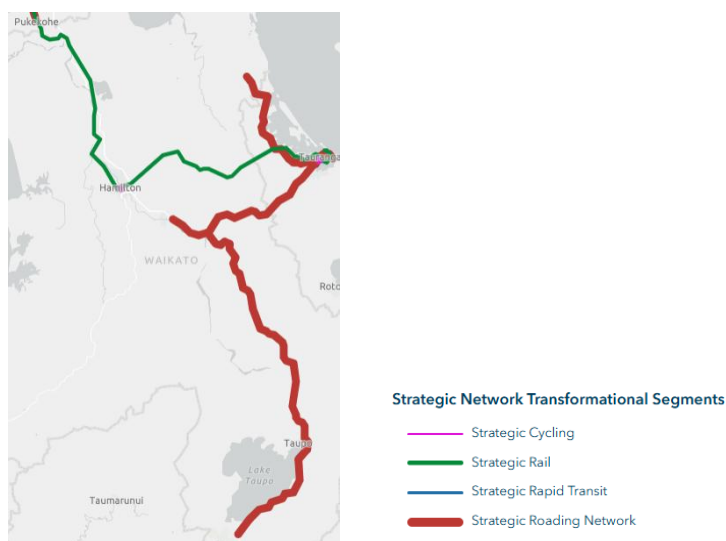 Pukekohe
Tauranga
Hamilton
WAIKATO
Roto
Taupo
Lake
Taupo
Taumarunui
Strategic Network Transformational Segments
Strategic Cycling
Strategic Rail
Strategic Rapid Transit
Strategic Roading Network